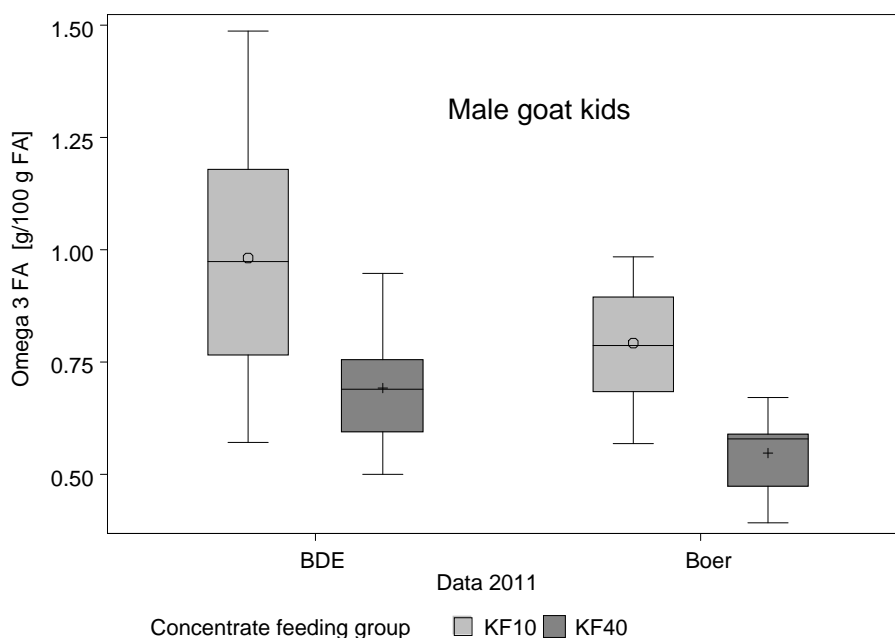 Male goat kids
Omega 3 FA [g/100 g FA]
1.50
1.25
1.00
0.75
0.50
BDE
Boer
Data 2011
Concentrate feeding group KF10 KF40